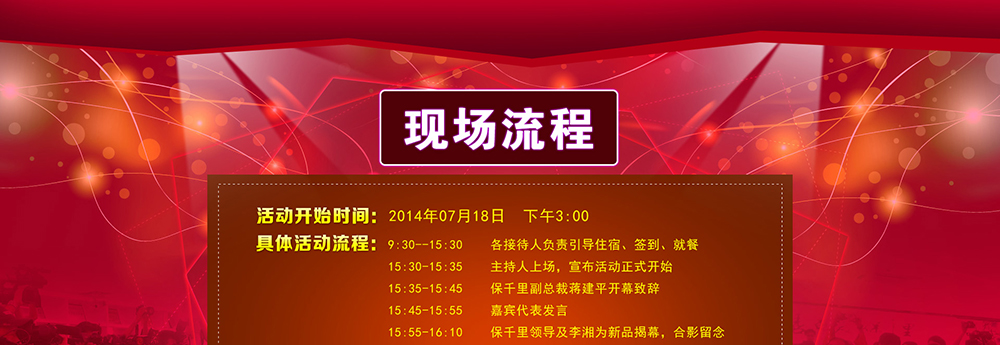 现场流程
活动开始时间： 2014年07月18日 下午3:00
具体活动流程： 9:30--15:30 各接待人负责引导住宿、签到、就餐
15:30-15:35 主持人上场，宣布活动正式开始
15:35-15:45 保千里副总裁蒋建平开幕致辞
15:45-15:55 嘉宾代表发言
15:55-16:10 保千里领导及李湘为新品揭幕，合影留念